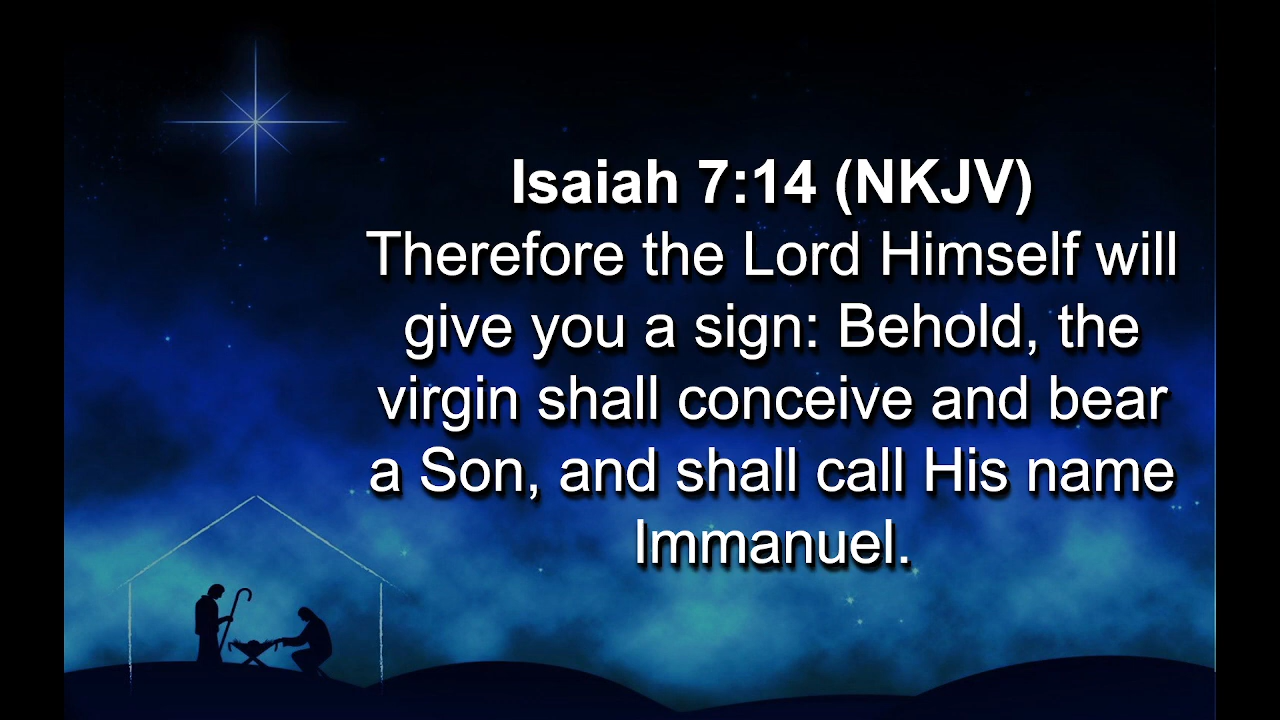 Isaiah 7:14 (NKJV)
Therefore the Lord Himself will
give you a sign: Behold, the
virgin shall conceive and bear
a Son, and shall call His name
Immanuel.